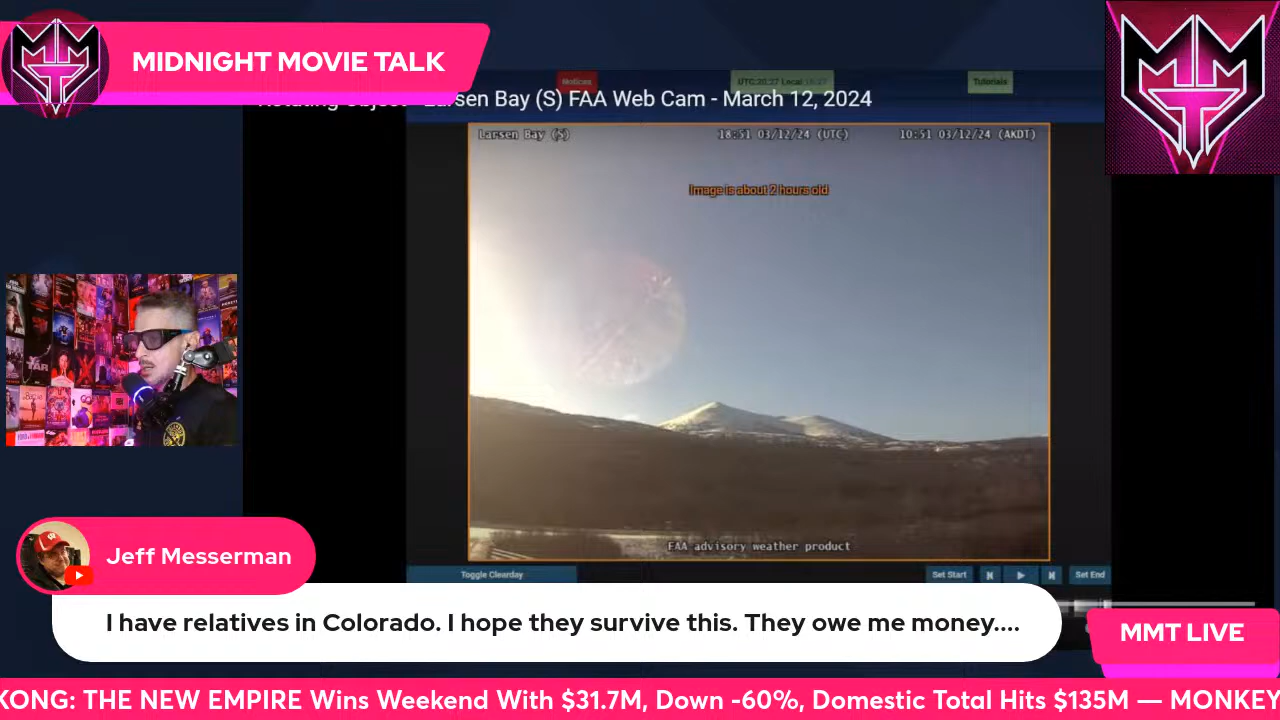 MIDNIGHT MOVIE TALK
Notices
UTC:20:27 Local
Tutorials
Larsen Bay (S) FAA Web Cam - March 12, 2024
Larsen Bay (S) 18:51 03/12/24 (UTC) 10:51 03/12/24 (AKDT)
Image is about 2 hours old
FAA advisory weather product
Toggle Clearday
Set Start
Set End
Jeff Messerman
I have relatives in Colorado. I hope they survive this. They owe me money....
MMT LIVE
KONG: THE NEW EMPIRE Wins Weekend With $31.7M, Down -60%, Domestic Total Hits $135M — MONKEY